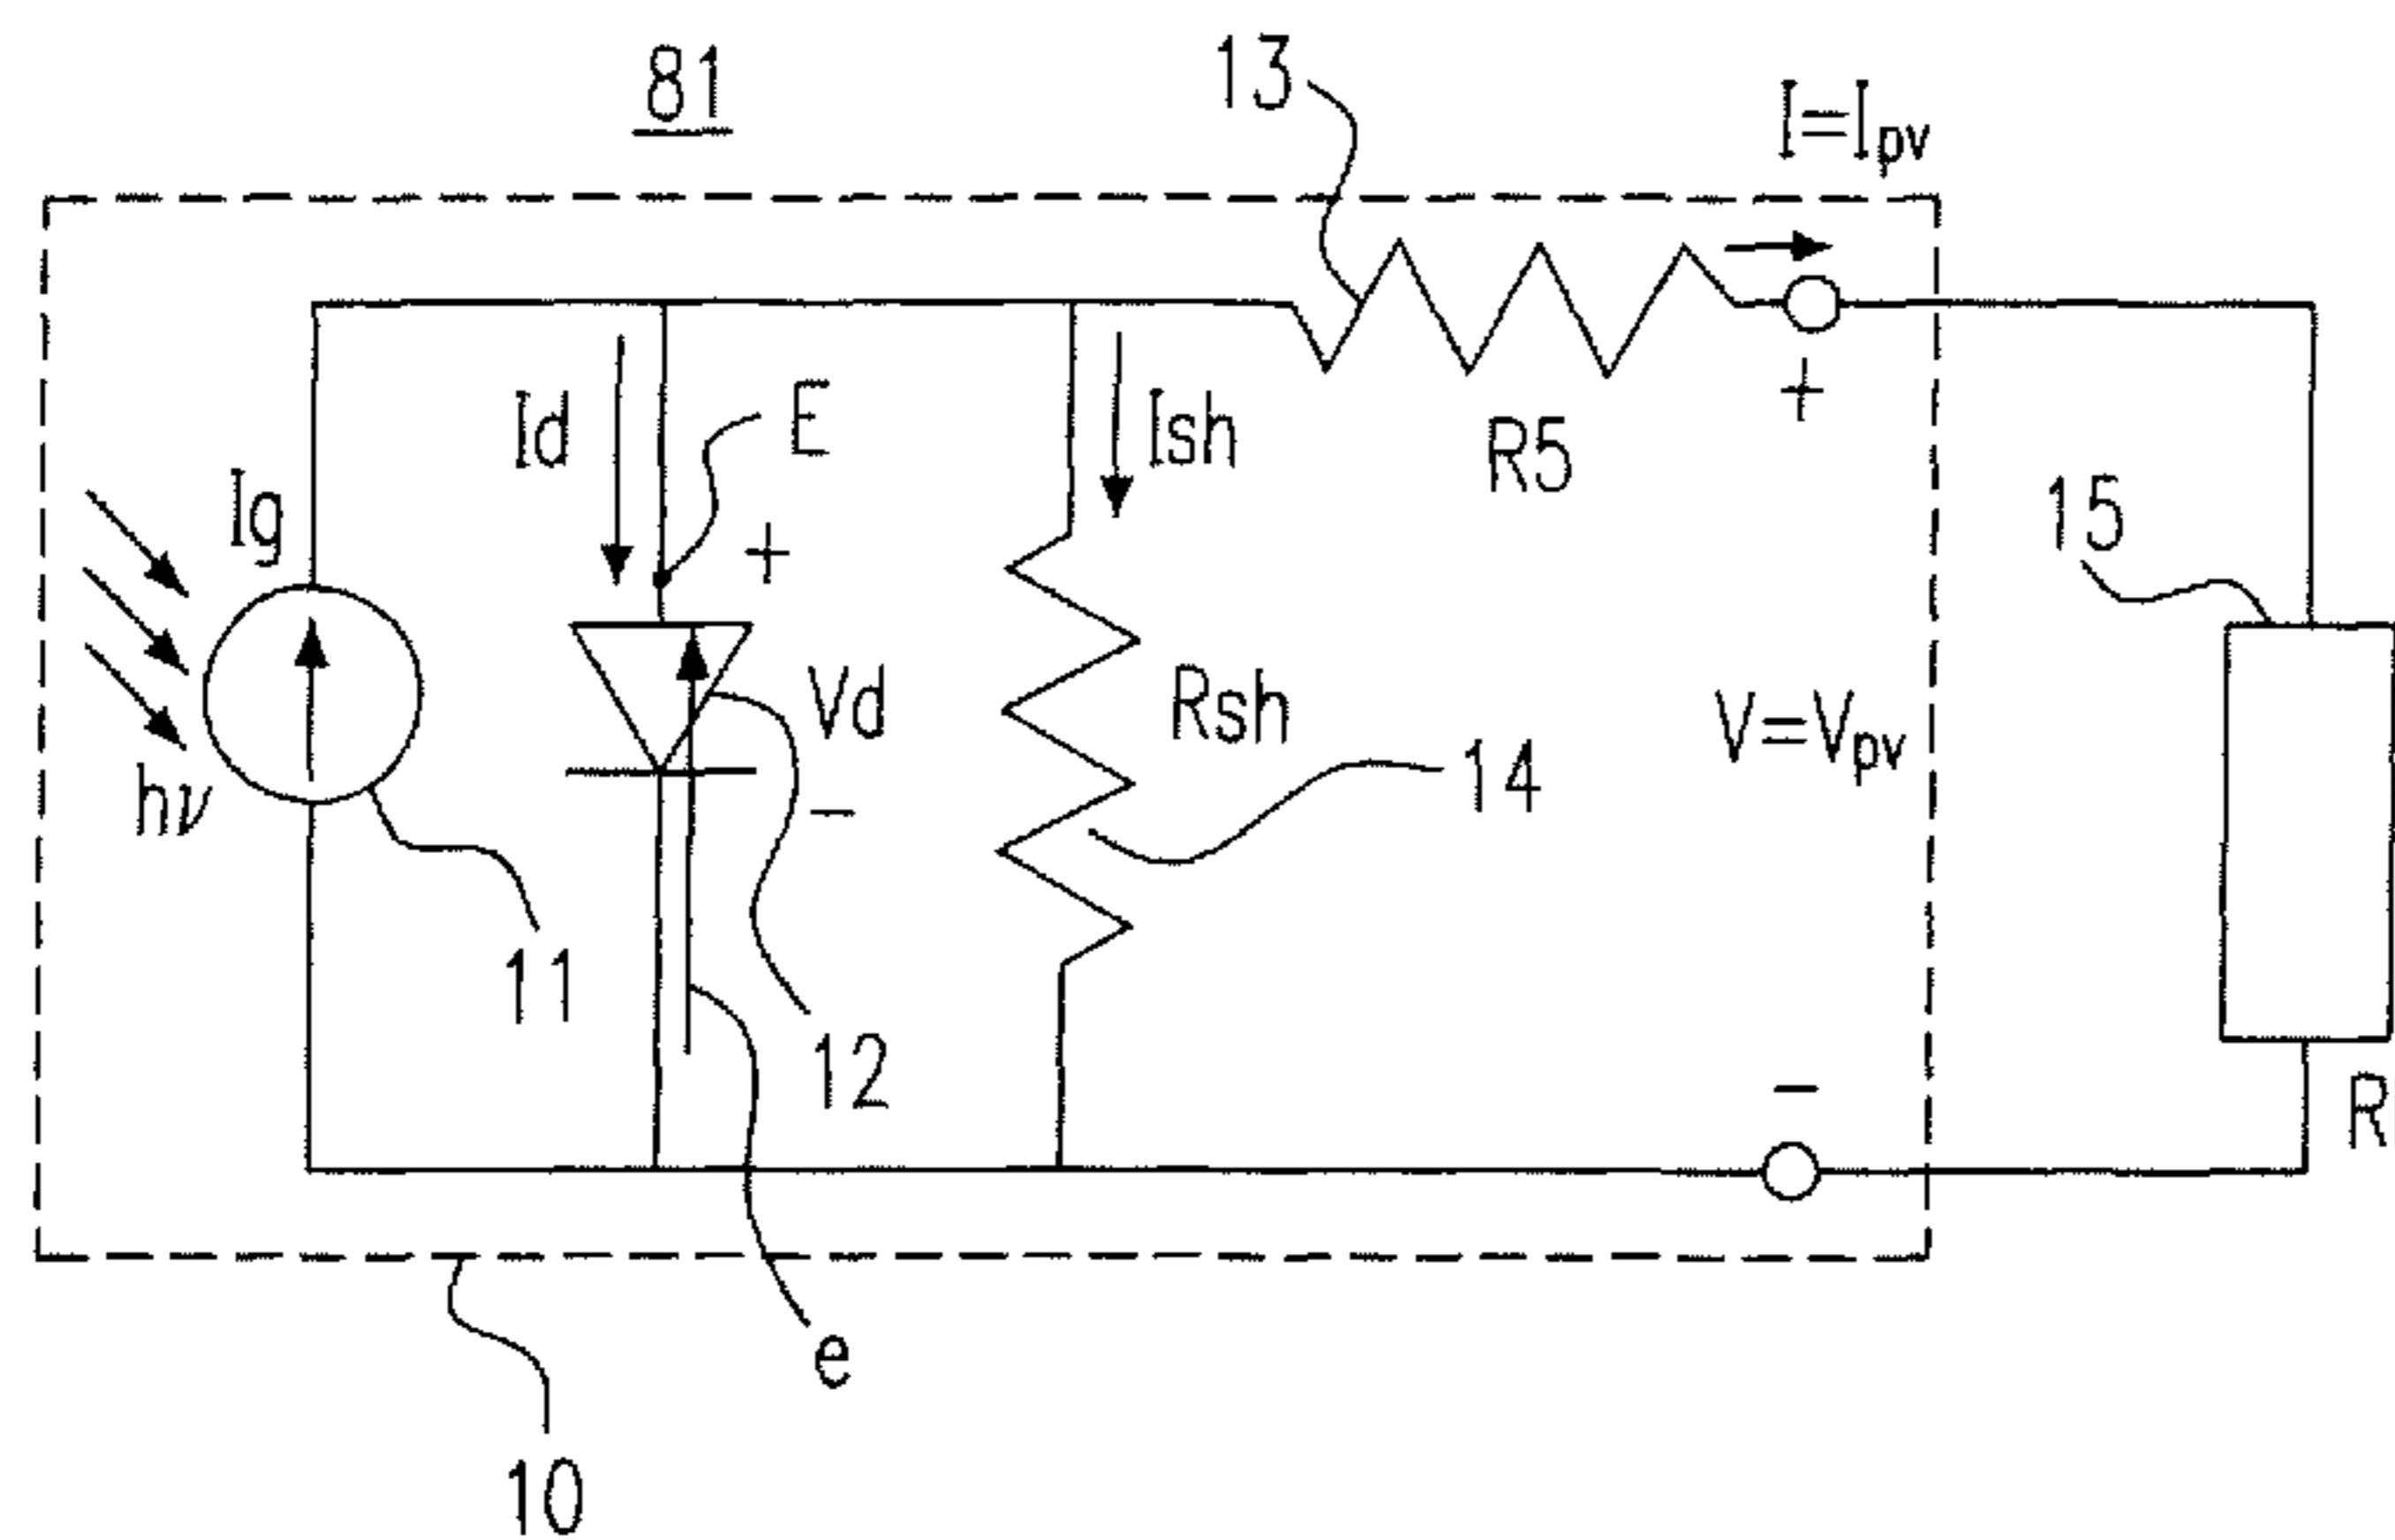 81
13
I=Ipv
Id
E
Ish
+
R5
15
Ig
+
Vd
Rsh
V=Vpv
hν
−
14
11
12
−
R
e
10